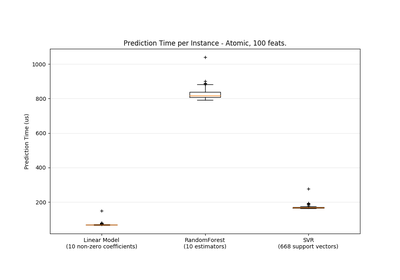 Prediction Time per Instance - Atomic, 100 feats.
Prediction Time (us)
1000
800
600
400
200
Linear Model
(10 non-zero coefficients)
RandomForest
(10 estimators)
SVR
(668 support vectors)